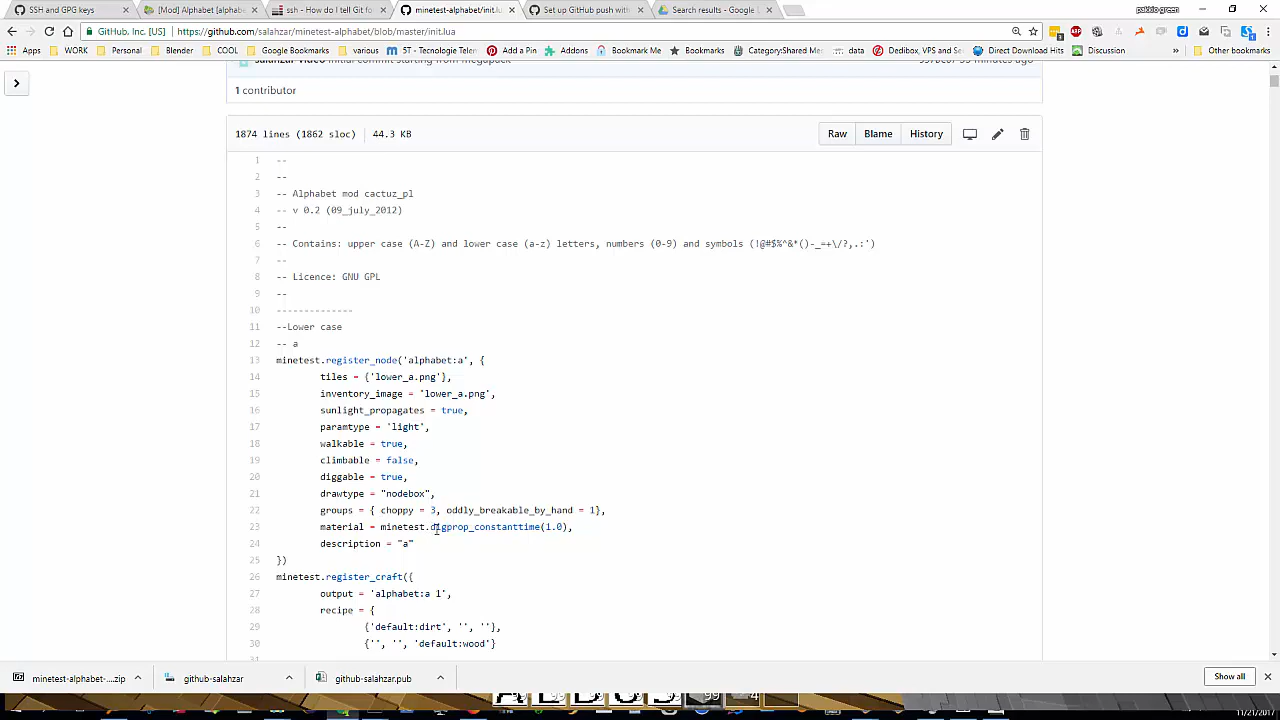 SSH and GPG keys
[Mod] Alphabet [alphabe
ssh - How do I tell Git fo
minetest-alphabet/init.lu
Set up GitHub push with
Search results - Google
pabbio green
GitHub, Inc. [US]
https://github.com/salahzar/minetest-alphabet/blob/master/init.lua
Apps
WORK
Personal
Blender
COOL
Google Bookmarks
Various
5T - Tecnologie Telem
Add a Pin
Addons
Bookmark Me
Bookmarks
Category:Shared Me
data
Dedibox, VPS and Se
Direct Download Hits
Discussion
»
Other bookmarks
1 contributor
1874 lines (1862 sloc)
44.3 KB
Raw
Blame
History
1 --
2 --
3 -- Alphabet mod cactuz_pl
4 -- v 0.2 (09_july_2012)
5 --
6 -- Contains: upper case (A-Z) and lower case (a-z) letters, numbers (0-9) and symbols (!@#$%^&*()-_=+\/?,.:')
7 --
8 -- Licence: GNU GPL
9 --
10 --------------
11 --Lower case
12 -- a
13 minetest.register_node('alphabet:a', {
14 tiles = {'lower_a.png'},
15 inventory_image = 'lower_a.png',
16 sunlight_propagates = true,
17 paramtype = 'light',
18 walkable = true,
19 climbable = false,
20 diggable = true,
21 drawtype = "nodebox",
22 groups = { choppy = 3, oddly_breakable_by_hand = 1},
23 material = minetest.digprop_constanttime(1.0),
24 description = "a"
25 })
26 minetest.register_craft({
27 output = 'alphabet:a 1',
28 recipe = {
29 {'default:dirt', '', ''},
30 {'', '', 'default:wood'}
minetest-alphabet-....zip
github-salahzar
github-salahzar.pub
Show all
11/21/2017